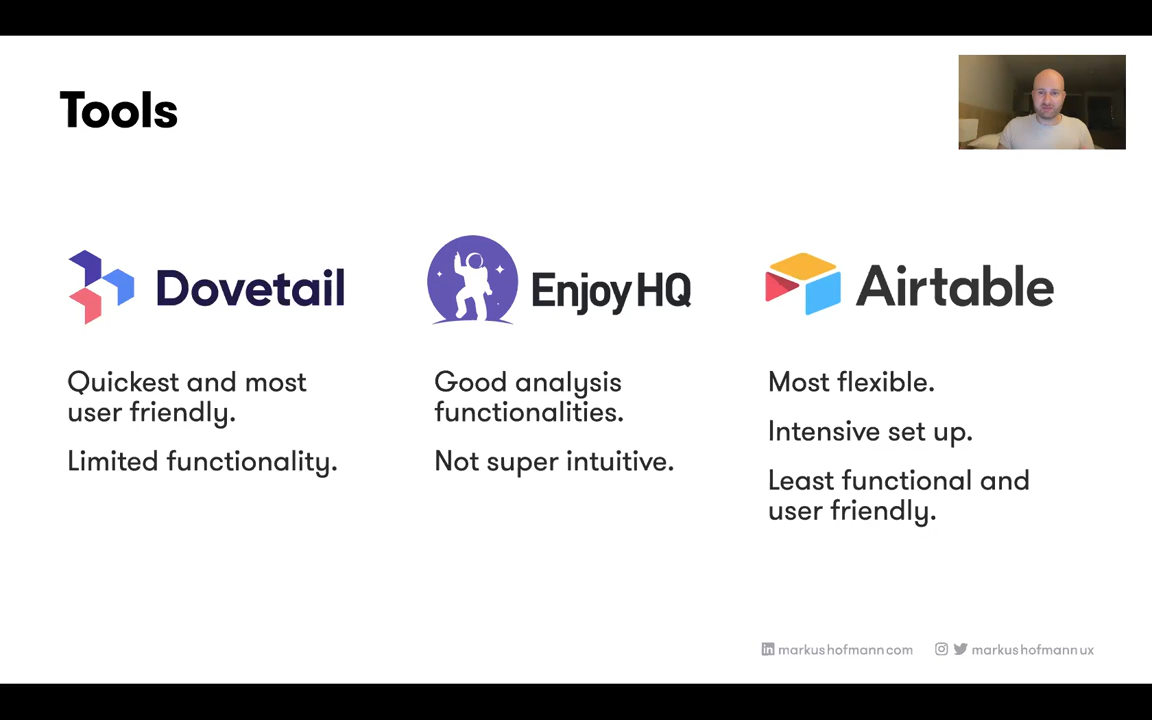 Tools
Dovetail
Quickest and most
user friendly.
Limited functionality.
EnjoyHQ
Good analysis
functionalities.
Not super intuitive.
Airtable
Most flexible.
Intensive set up.
Least functional and
user friendly.
in markushofmanncom
markushofmannux